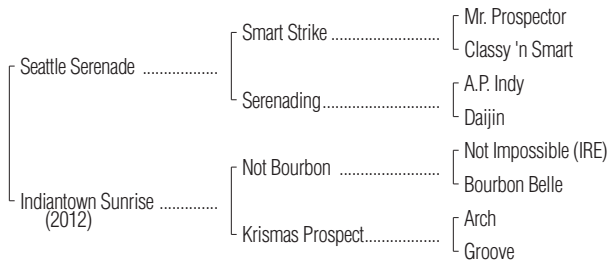 Mr. Prospector
Smart Strike ....................
Classy 'n Smart
Seattle Serenade ..................
A.P. Indy
Serenading..........................
Daijin
Not Impossible (IRE)
Not Bourbon ......................
Bourbon Belle
Indiantown Sunrise ..............
(2012)
Arch
Krismas Prospect.................
Groove